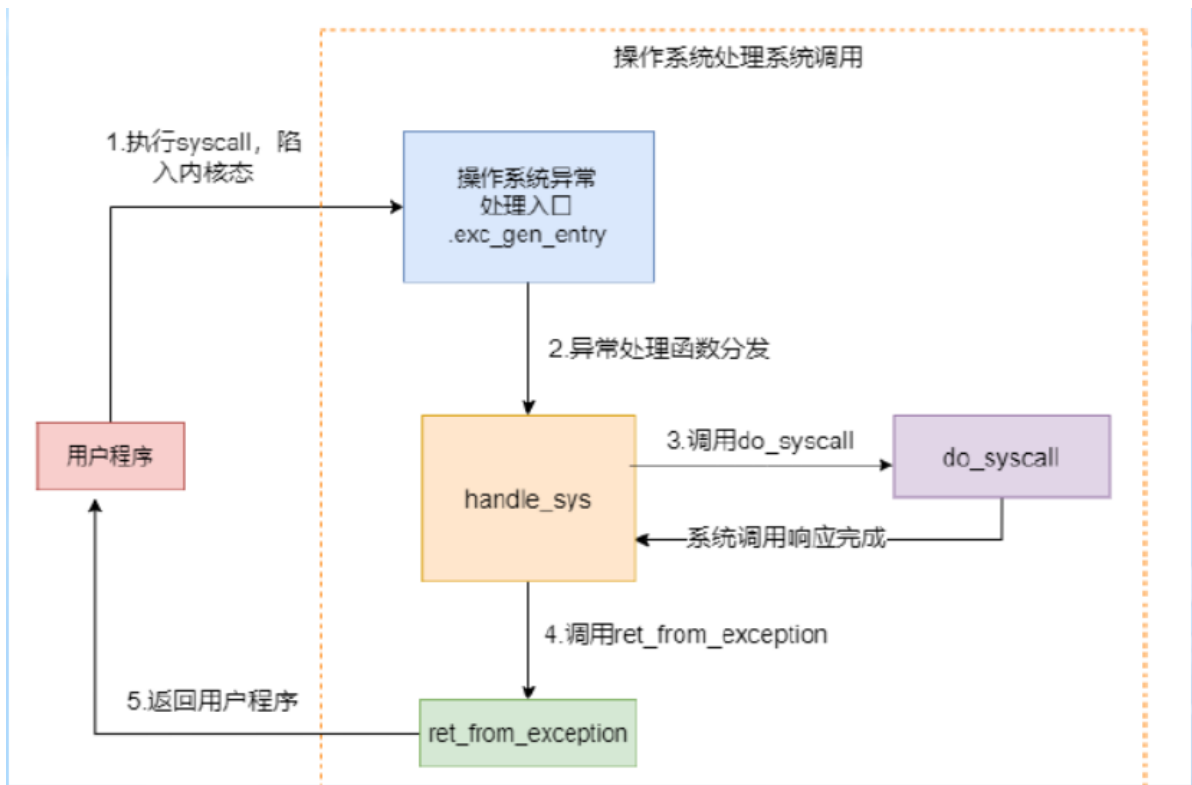 操作系统处理系统调用
1.执行syscall，陷
入内核态
操作系统异常
处理入口
.exc_gen_entry
2.异常处理函数分发
用户程序
handle_sys
3.调用do_syscall
do_syscall
系统调用响应完成
4.调用ret_from_exception
5.返回用户程序
ret_from_exception